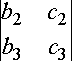 |b₂ c₂|
|b₃ c₃|